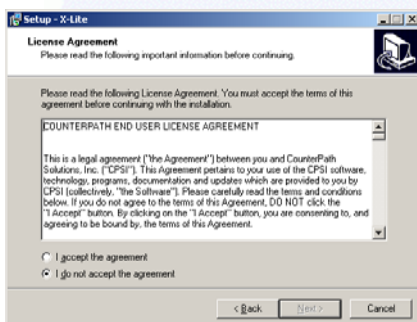 Setup - X-Lite
License Agreement
Please read the following important information before continuing.
Please read the following License Agreement. You must accept the terms of this
agreement before continuing with the installation.
COUNTERPATH END USER LICENSE AGREEMENT
This is a legal agreement ("the Agreement") between you and CounterPath
Solutions, Inc. ("CPSI"). This Agreement pertains to your use of the CPSI software,
technology, programs, documentation and updates which are provided to you by
CPSI (collectively, "the Software"). Please carefully read the terms and conditions
below. If you do not agree to the terms of this Agreement, DO NOT click the
"I Accept" button. By clicking on the "I Accept" button, you are consenting to, and
agreeing to be bound by, the terms of this Agreement.
I accept the agreement
I do not accept the agreement
< Back Next > Cancel